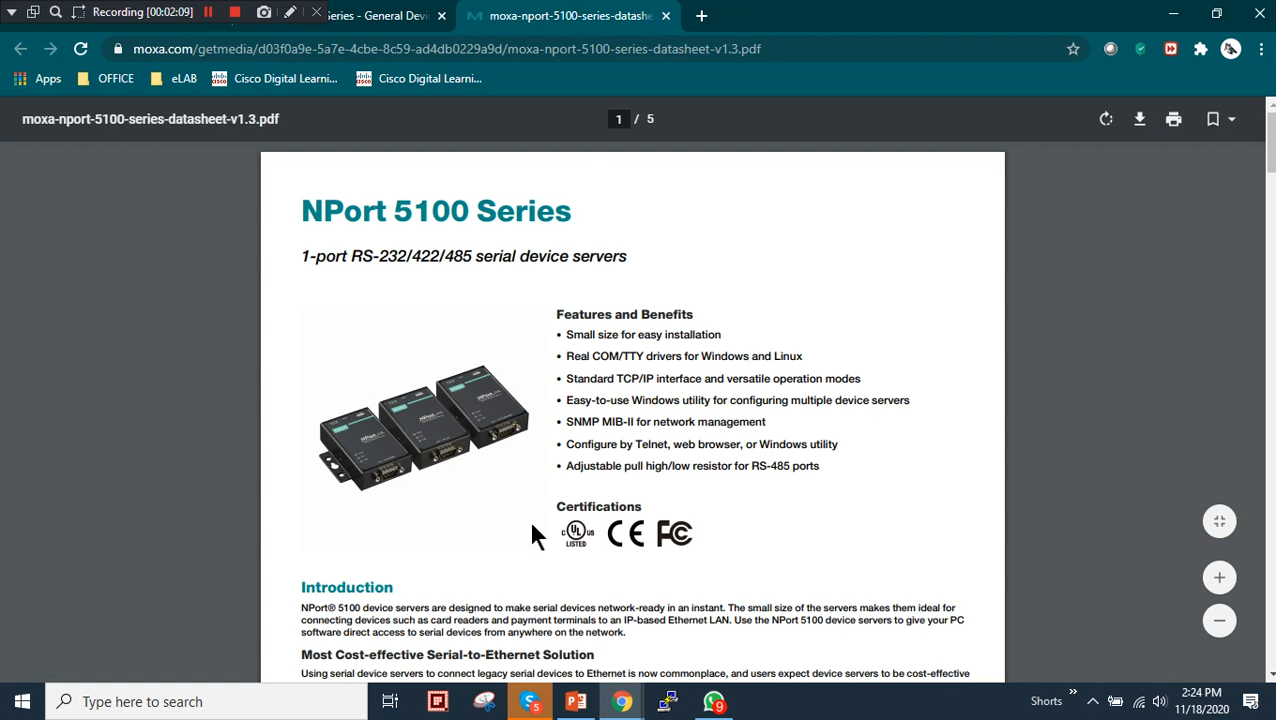 Recording [00:02:09]
eries - General Devi
moxa-nport-5100-series-datashe
moxa.com/getmedia/d03f0a9e-5a7e-4cbe-8c59-ad4db0229a9d/moxa-nport-5100-series-datasheet-v1.3.pdf
Apps
OFFICE
eLAB
Cisco Digital Learni...
Cisco Digital Learni...
moxa-nport-5100-series-datasheet-v1.3.pdf
1 / 5
NPort 5100 Series
1-port RS-232/422/485 serial device servers
Features and Benefits
• Small size for easy installation
• Real COM/TTY drivers for Windows and Linux
• Standard TCP/IP interface and versatile operation modes
• Easy-to-use Windows utility for configuring multiple device servers
• SNMP MIB-II for network management
• Configure by Telnet, web browser, or Windows utility
• Adjustable pull high/low resistor for RS-485 ports
Certifications
C UL US LISTED
CE
FC
Introduction
NPort® 5100 device servers are designed to make serial devices network-ready in an instant. The small size of the servers makes them ideal for
connecting devices such as card readers and payment terminals to an IP-based Ethernet LAN. Use the NPort 5100 device servers to give your PC
software direct access to serial devices from anywhere on the network.
Most Cost-effective Serial-to-Ethernet Solution
Using serial device servers to connect legacy serial devices to Ethernet is now commonplace, and users expect device servers to be cost-effective
Type here to search
5
9
Shorts
2:24 PM
11/18/2020